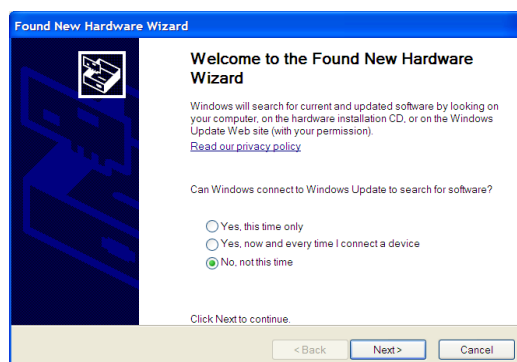 Found New Hardware Wizard
Welcome to the Found New Hardware
Wizard
Windows will search for current and updated software by looking on
your computer, on the hardware installation CD, or on the Windows
Update Web site (with your permission).
Read our privacy policy
Can Windows connect to Windows Update to search for software?
Yes, this time only
Yes, now and every time I connect a device
No, not this time
Click Next to continue.
< Back
Next >
Cancel